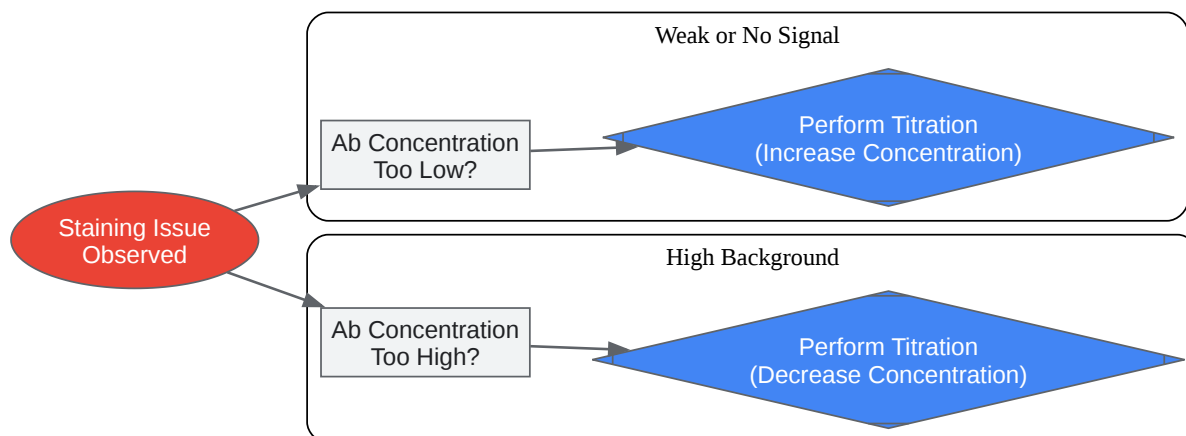 Weak or No Signal
Ab Concentration
Too Low?
Perform Titration
(Increase Concentration)
Staining Issue
Observed
High Background
Ab Concentration
Too High?
Perform Titration
(Decrease Concentration)